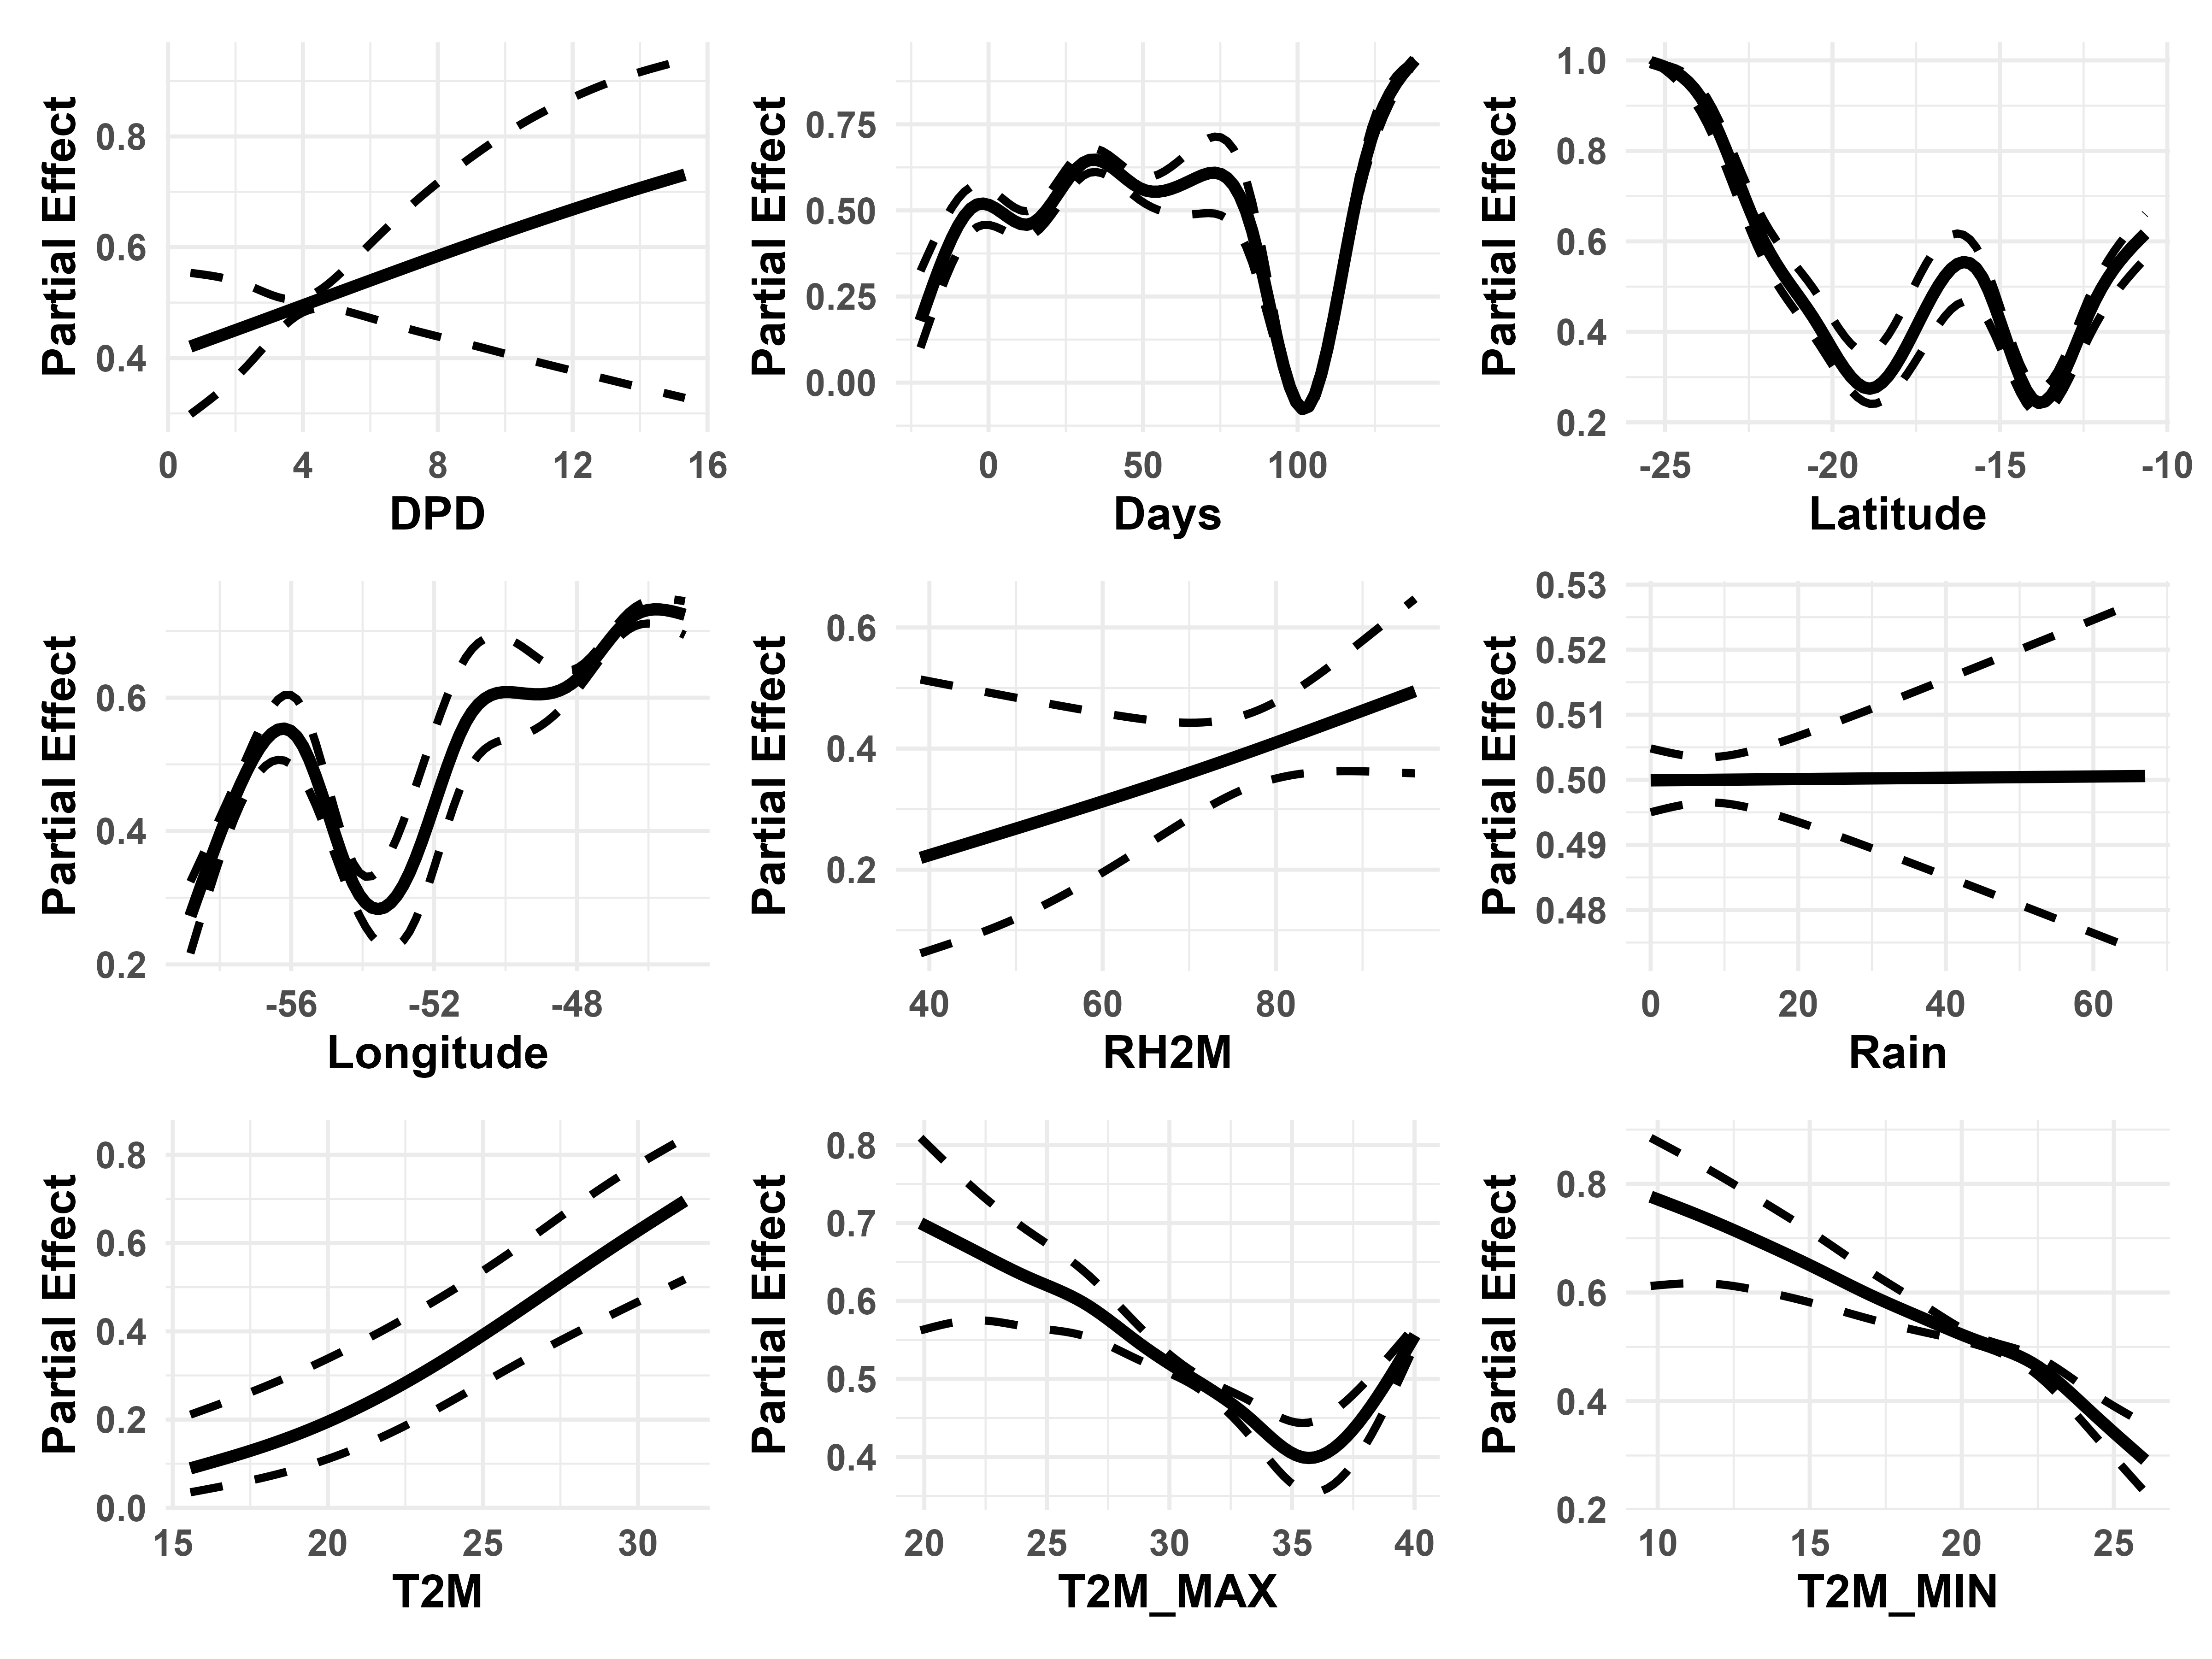 Partial Effect
0.8
0.6
0.4
0 4 8 12 16
DPD
Partial Effect
0.75
0.50
0.25
0.00
0 50 100
Days
Partial Effect
1.0
0.8
0.6
0.4
0.2
-25 -20 -15 -10
Latitude
Partial Effect
0.6
0.4
0.2
-56 -52 -48
Longitude
Partial Effect
0.6
0.4
0.2
40 60 80
RH2M
Partial Effect
0.53
0.52
0.51
0.50
0.49
0.48
0 20 40 60
Rain
Partial Effect
0.8
0.6
0.4
0.2
0.0
15 20 25 30
T2M
Partial Effect
0.8
0.7
0.6
0.5
0.4
20 25 30 35 40
T2M_MAX
Partial Effect
0.8
0.6
0.4
0.2
10 15 20 25
T2M_MIN